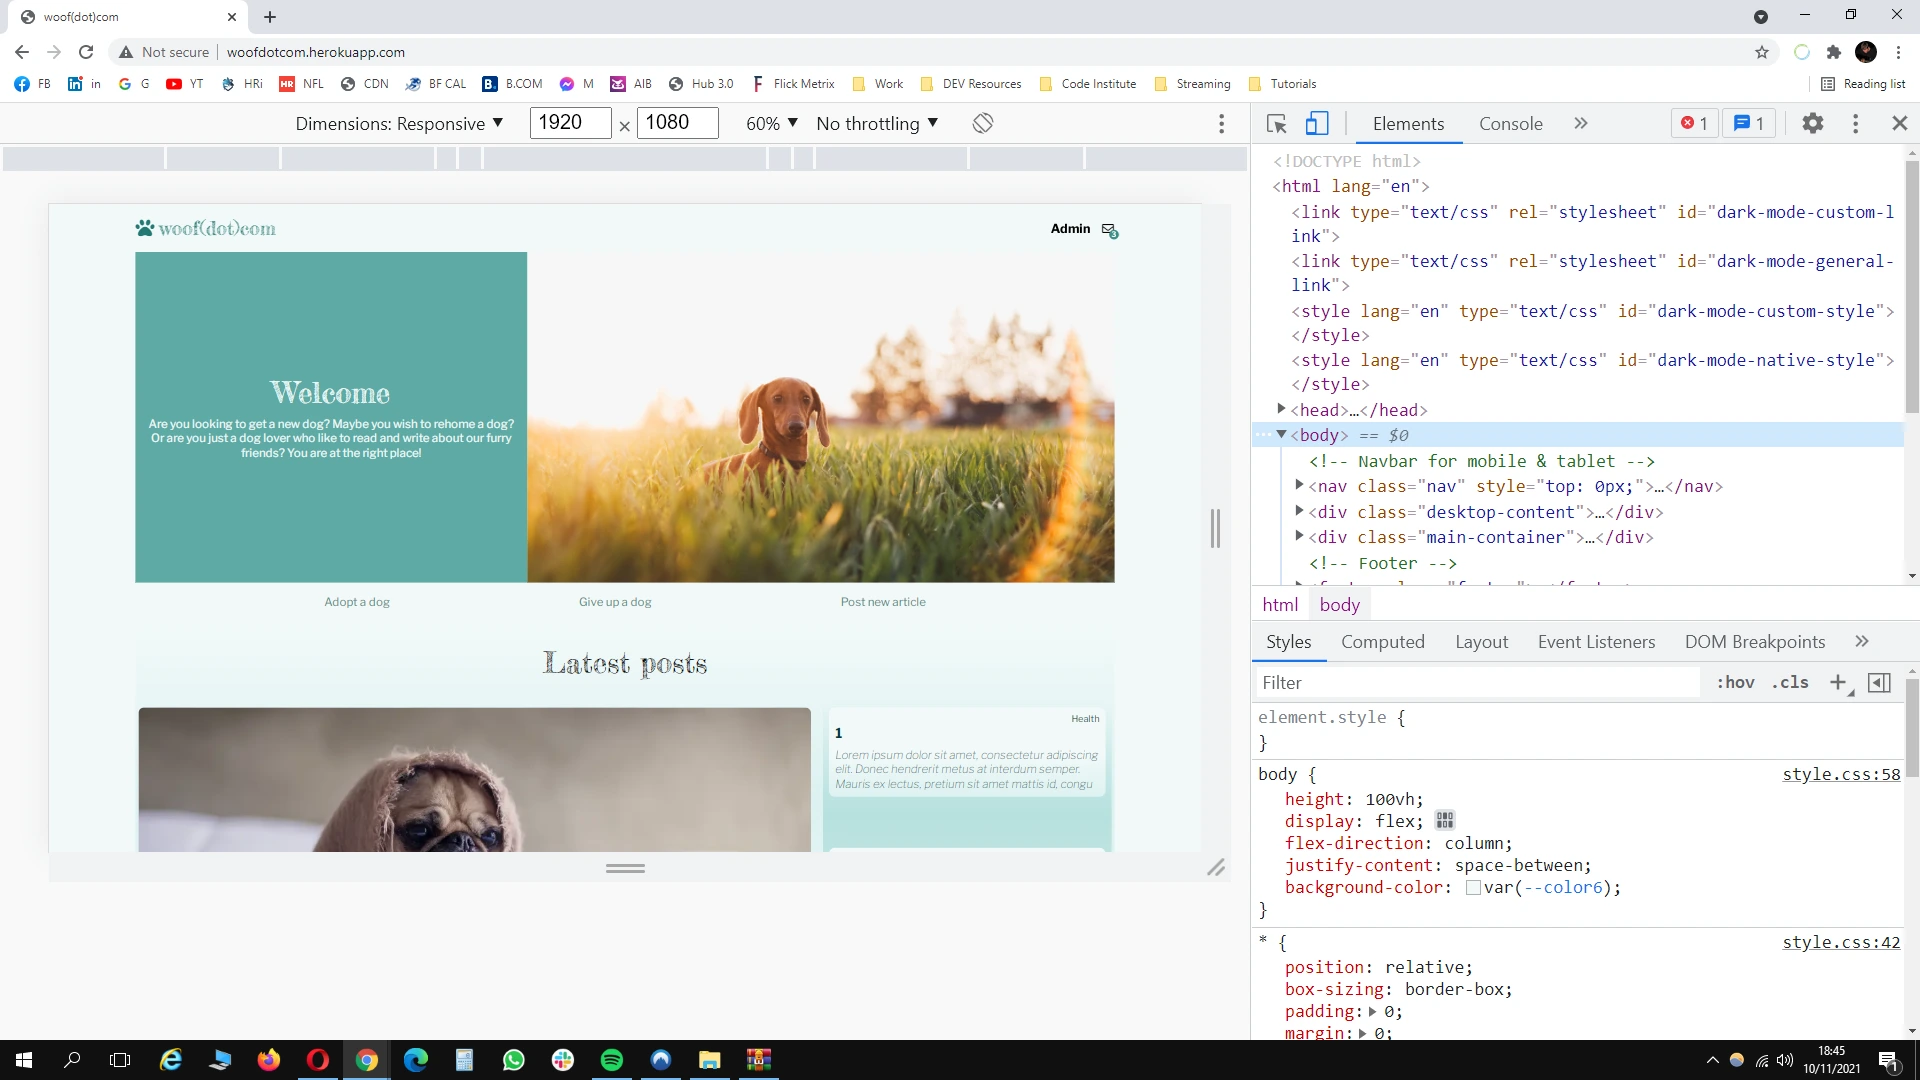 woof(dot)com
Not secure woofdotcom.herokuapp.com
FB in G YT HRi NFL CDN BF CAL B.COM M AIB Hub 3.0 Flick Metrix Work DEV Resources Code Institute Streaming Tutorials Reading list
Dimensions: Responsive 1920 × 1080 60% No throttling
woof(dot)com
Admin 3
Welcome
Are you looking to get a new dog? Maybe you wish to rehome a dog?
Or are you just a dog lover who like to read and write about our furry
friends? You are at the right place!
Adopt a dog Give up a dog Post new article
Latest posts
Health
1
Lorem ipsum dolor sit amet, consectetur adipiscing
elit. Donec hendrerit metus at interdum semper.
Mauris ex lectus, pretium sit amet mattis id, congu
Elements Console 1 1
<!DOCTYPE html>
<html lang="en">
<link type="text/css" rel="stylesheet" id="dark-mode-custom-l
ink">
<link type="text/css" rel="stylesheet" id="dark-mode-general-
link">
<style lang="en" type="text/css" id="dark-mode-custom-style">
</style>
<style lang="en" type="text/css" id="dark-mode-native-style">
</style>
<head>…</head>
<body> == $0
<!-- Navbar for mobile & tablet -->
<nav class="nav" style="top: 0px;">…</nav>
<div class="desktop-content">…</div>
<div class="main-container">…</div>
<!-- Footer -->
html body
Styles Computed Layout Event Listeners DOM Breakpoints
Filter :hov .cls
element.style {
}
body { style.css:58
height: 100vh;
display: flex;
flex-direction: column;
justify-content: space-between;
background-color: var(--color6);
}
* { style.css:42
position: relative;
box-sizing: border-box;
padding: 0;
margin: 0;
18:45
10/11/2021
1